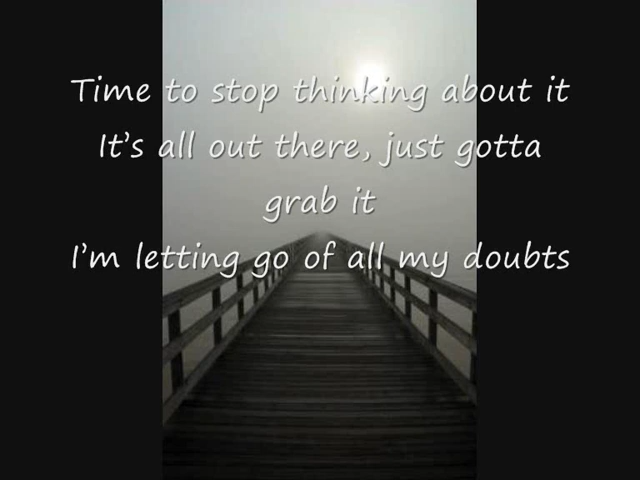 Time to stop thinking about it
It's all out there, just gotta
grab it
I'm letting go of all my doubts